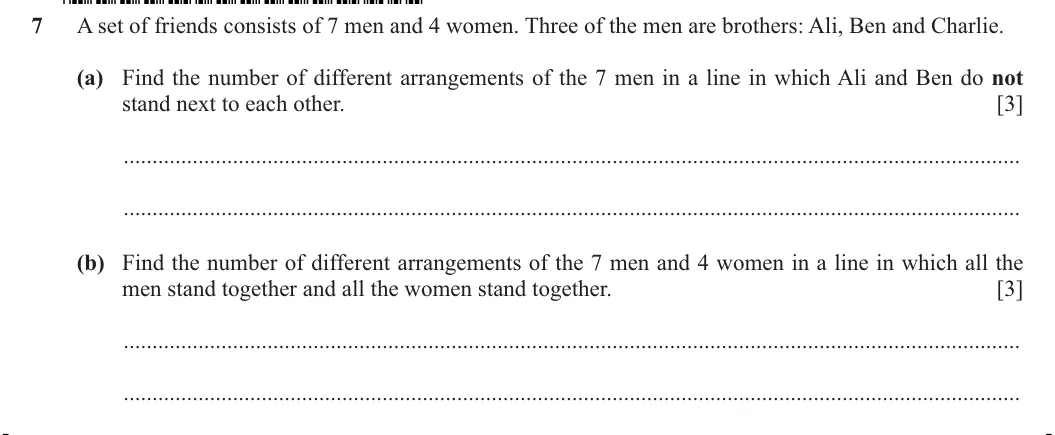 7 A set of friends consists of 7 men and 4 women. Three of the men are brothers: Ali, Ben and Charlie.
(a) Find the number of different arrangements of the 7 men in a line in which Ali and Ben do not
stand next to each other. [3]
................................................................................
................................................................................
(b) Find the number of different arrangements of the 7 men and 4 women in a line in which all the
men stand together and all the women stand together. [3]
................................................................................
................................................................................